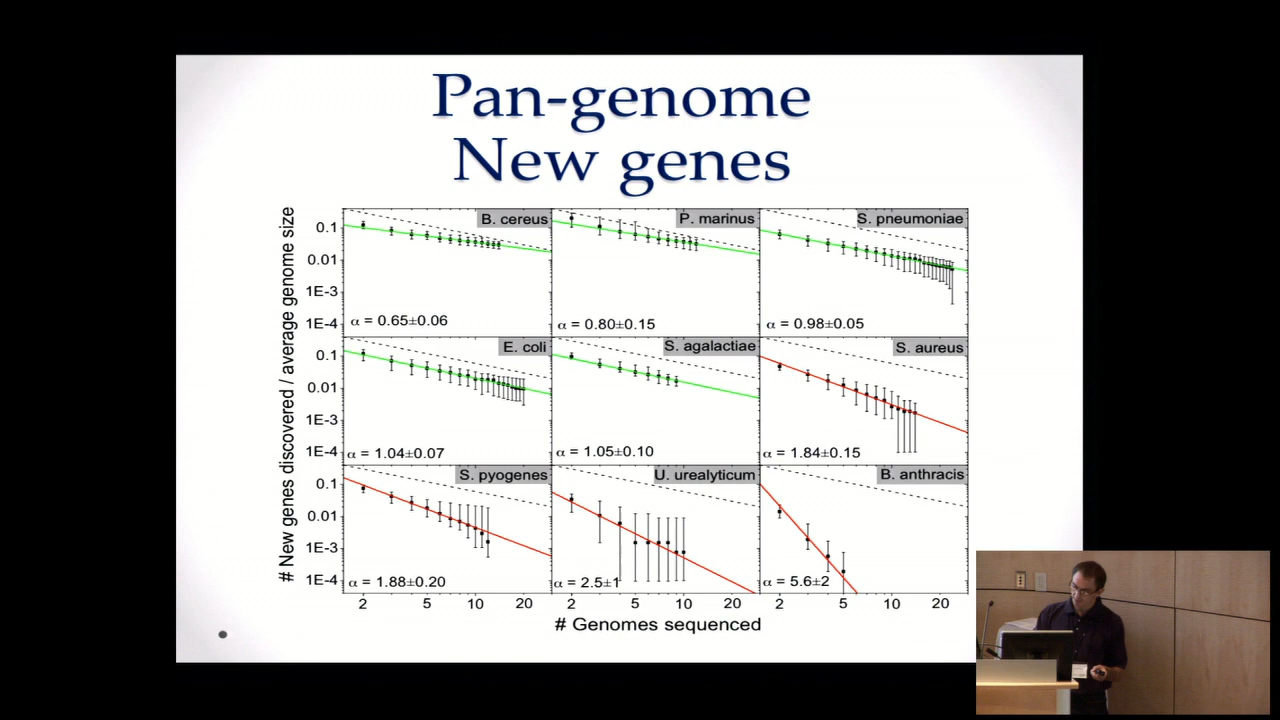 Pan-genome
New genes
# New genes discovered / average genome size
0.1
0.01
1E-3
1E-4
B. cereus
α = 0.65±0.06
P. marinus
α = 0.80±0.15
S. pneumoniae
α = 0.98±0.05
0.1
0.01
1E-3
1E-4
E. coli
α = 1.04±0.07
S. agalactiae
α = 1.05±0.10
S. aureus
α = 1.84±0.15
0.1
0.01
1E-3
1E-4
S. pyogenes
α = 1.88±0.20
U. urealyticum
α = 2.5±1
B. anthracis
α = 5.6±2
2 5 10 20 2 5 10 20 2 5 10 20
# Genomes sequenced